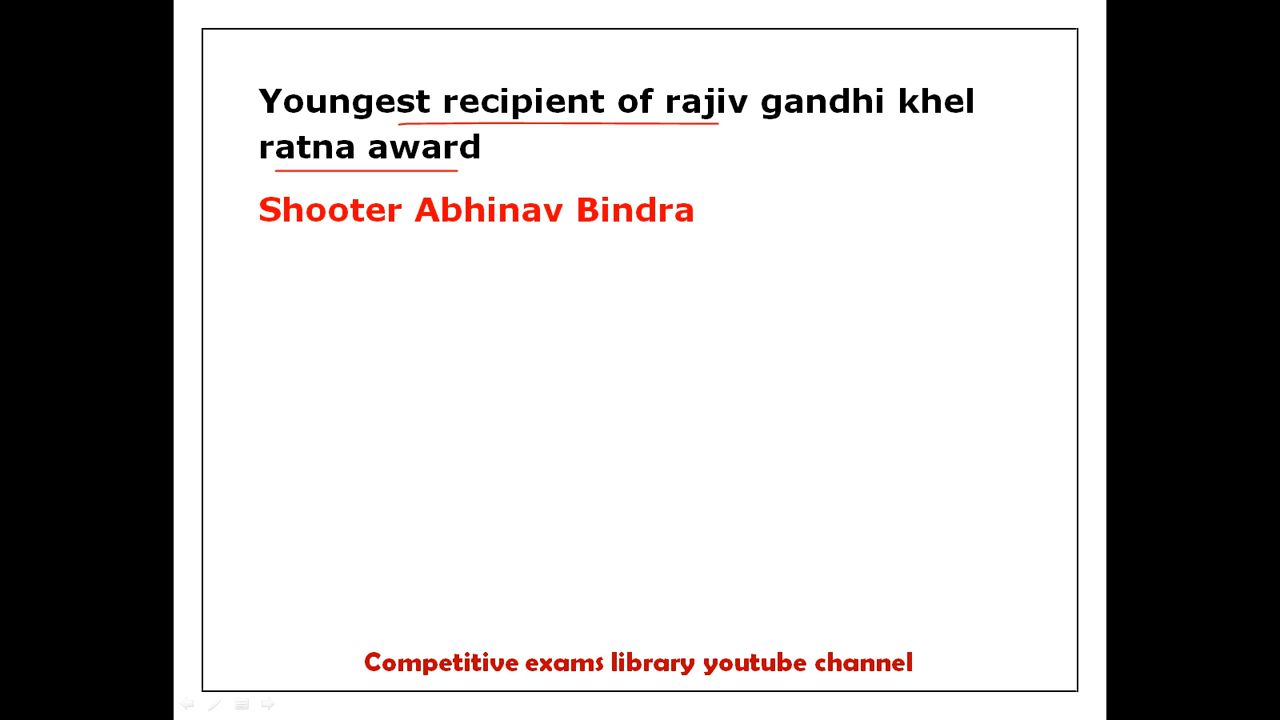 Youngest recipient of rajiv gandhi khel
ratna award
Shooter Abhinav Bindra
Competitive exams library youtube channel